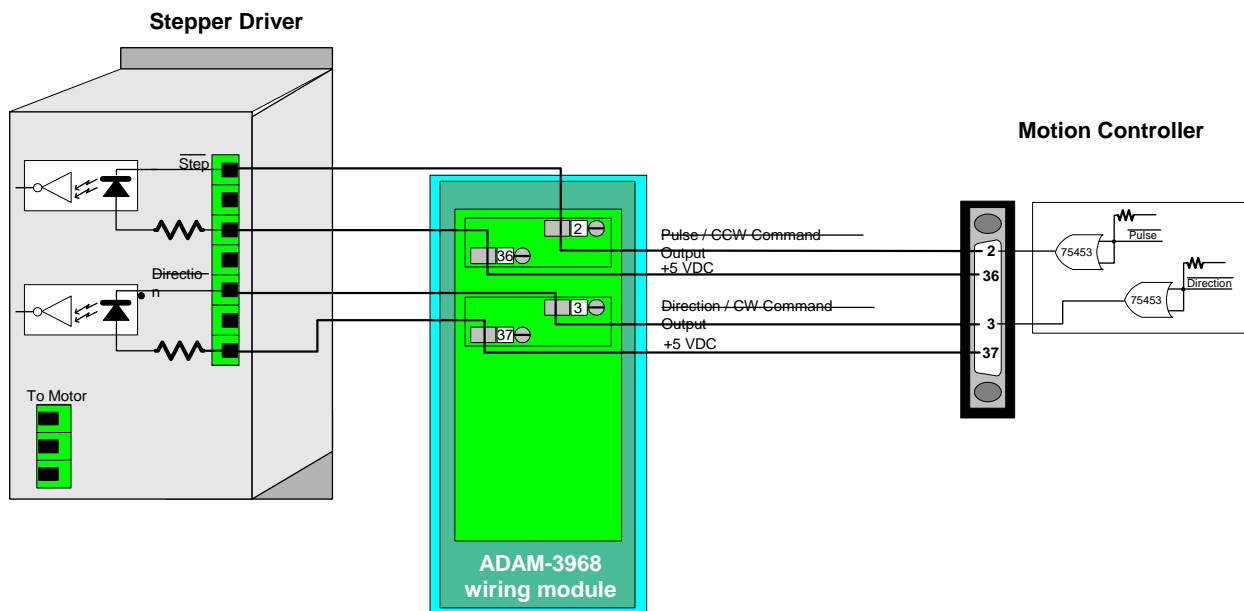 Stepper Driver
Step
Directio
n
To Motor
2
36
3
37
ADAM-3968
wiring module
Pulse / CCW Command
Output
+5 VDC
Direction / CW Command
Output
+5 VDC
Motion Controller
2
36
3
37
75453
Pulse
75453
Direction